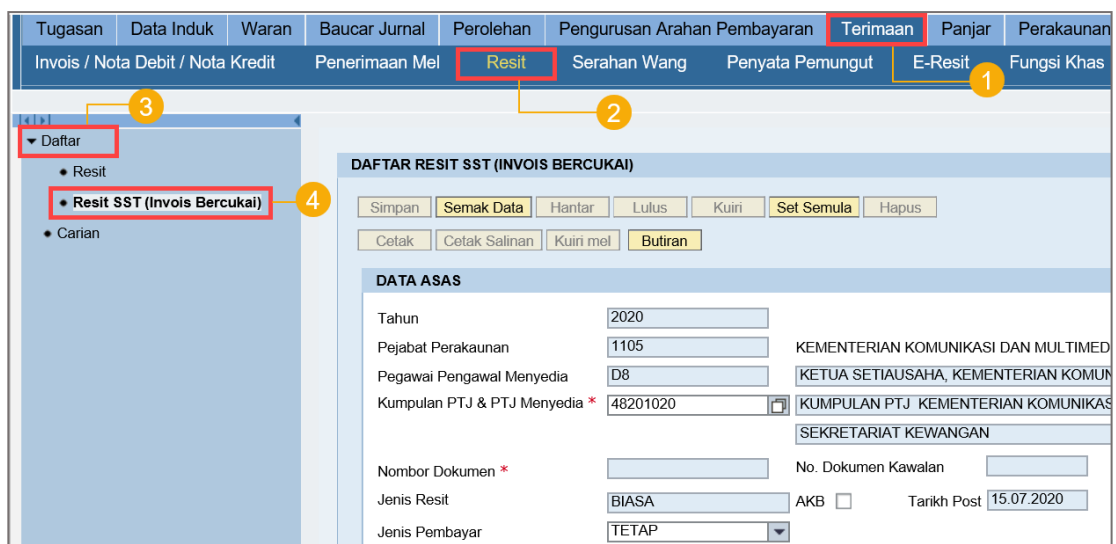 Tugasan Data Induk Waran Baucar Jurnal Perolehan Pengurusan Arahan Pembayaran Terimaan Panjar Perakaunan
Invois / Nota Debit / Nota Kredit Penerimaan Mel Resit Serahan Wang Penyata Pemungut E-Resit Fungsi Khas
1
2
3
Daftar
Resit
Resit SST (Invois Bercukai)
4
Carian
DAFTAR RESIT SST (INVOIS BERCUKAI)
Simpan Semak Data Hantar Lulus Kuiri Set Semula Hapus
Cetak Cetak Salinan Kuiri mel Butiran
DATA ASAS
Tahun 2020
Pejabat Perakaunan 1105 KEMENTERIAN KOMUNIKASI DAN MULTIMED
Pegawai Pengawal Menyedia D8 KETUA SETIAUSAHA, KEMENTERIAN KOMUN
Kumpulan PTJ & PTJ Menyedia * 48201020 KUMPULAN PTJ KEMENTERIAN KOMUNIKAS
SEKRETARIAT KEWANGAN
Nombor Dokumen * No. Dokumen Kawalan
Jenis Resit BIASA AKB Tarikh Post 15.07.2020
Jenis Pembayar TETAP